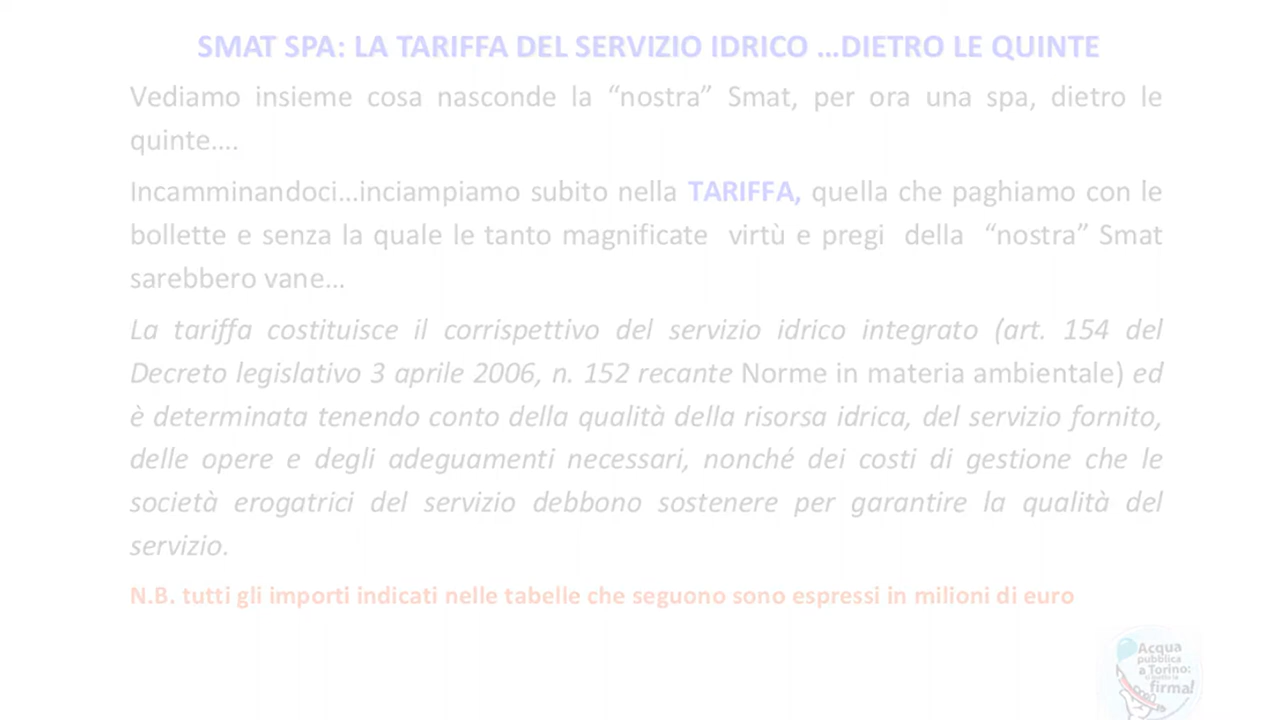 SMAT SPA: LA TARIFFA DEL SERVIZIO IDRICO …DIETRO LE QUINTE
Vediamo insieme cosa nasconde la “nostra” Smat, per ora una spa, dietro le
quinte….
Incamminandoci…inciampiamo subito nella TARIFFA, quella che paghiamo con le
bollette e senza la quale le tanto magnificate virtù e pregi della “nostra” Smat
sarebbero vane…
La tariffa costituisce il corrispettivo del servizio idrico integrato (art. 154 del
Decreto legislativo 3 aprile 2006, n. 152 recante Norme in materia ambientale) ed
è determinata tenendo conto della qualità della risorsa idrica, del servizio fornito,
delle opere e degli adeguamenti necessari, nonché dei costi di gestione che le
società erogatrici del servizio debbono sostenere per garantire la qualità del
servizio.
N.B. tutti gli importi indicati nelle tabelle che seguono sono espressi in milioni di euro
Acqua
pubblica
a Torino:
firma!